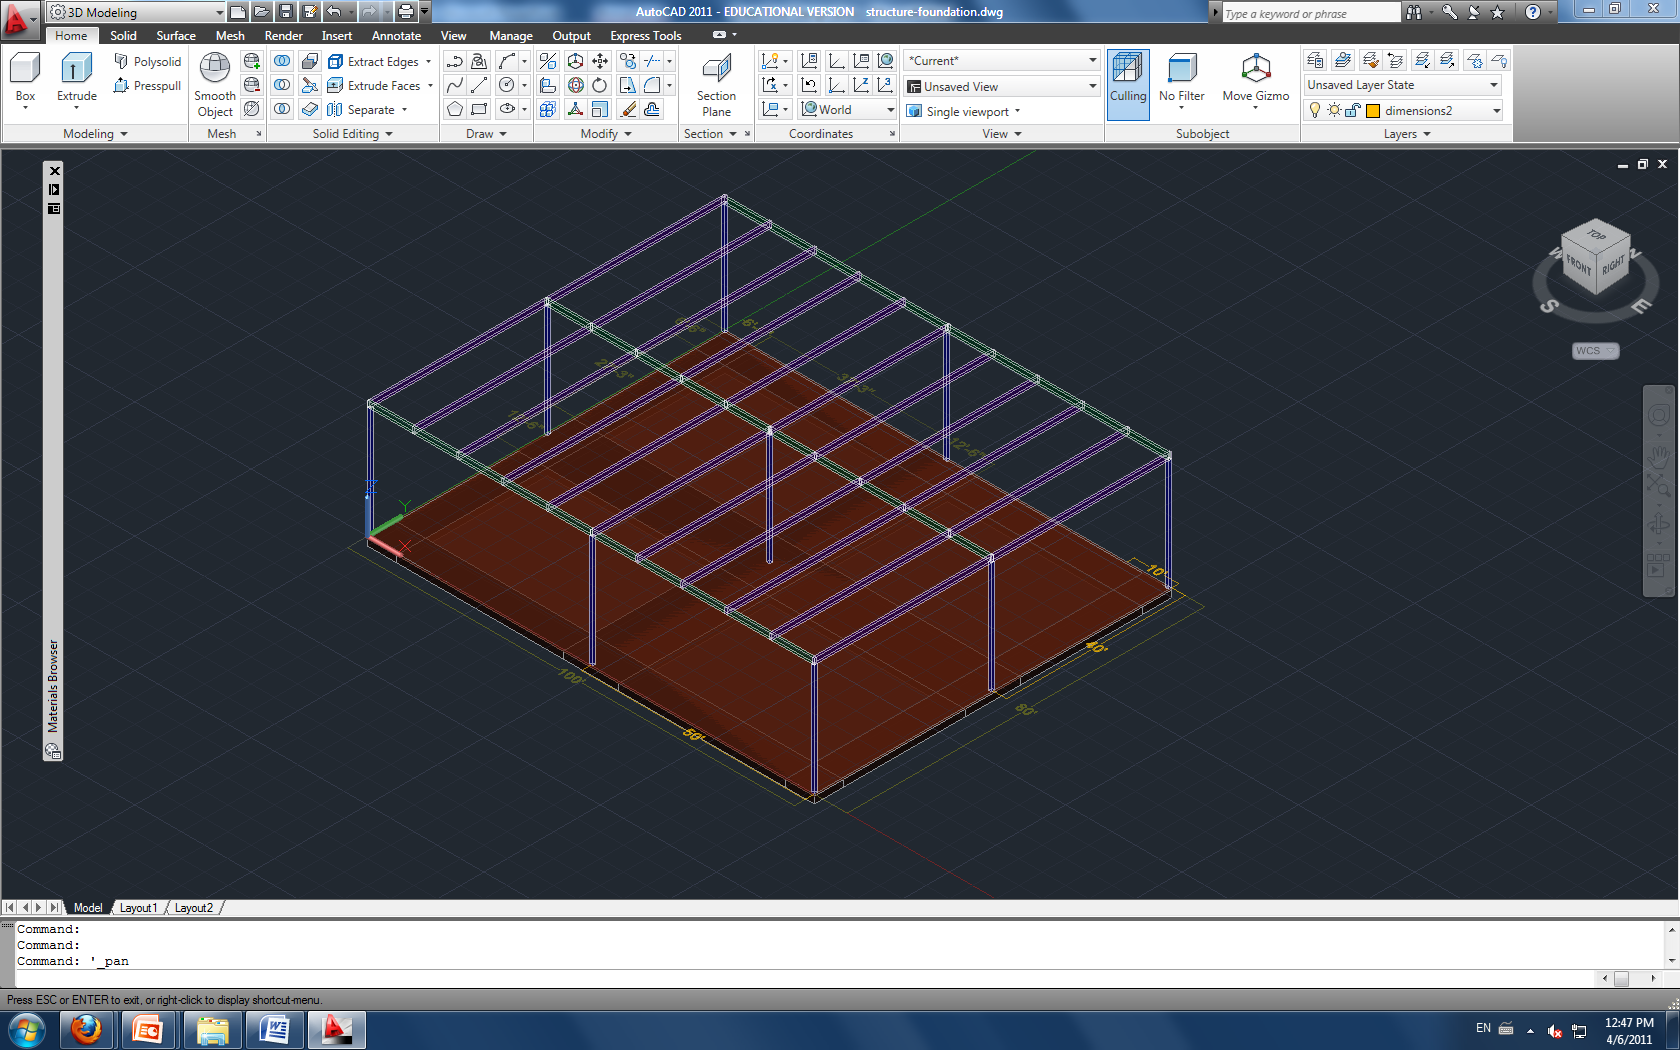 3D Modeling
AutoCAD 2011 - EDUCATIONAL VERSION structure-foundation.dwg
Type a keyword or phrase
Home Solid Surface Mesh Render Insert Annotate View Manage Output Express Tools
Box
Extrude
Polysolid
Presspull
Modeling
Smooth Object
Mesh
Extract Edges
Extrude Faces
Separate
Solid Editing
Draw
Modify
Section Plane
Section
World
Coordinates
*Current*
Unsaved View
Single viewport
View
Culling
No Filter
Move Gizmo
Subobject
Unsaved Layer State
dimensions2
Layers
TOP
FRONT
RIGHT
W
N
S
E
WCS
Materials Browser
12'-6"
Y
X
10'
40'
80'
100'
50'
Model Layout1 Layout2
Command:
Command:
Command: '_pan
Press ESC or ENTER to exit, or right-click to display shortcut-menu.
EN
12:47 PM
4/6/2011